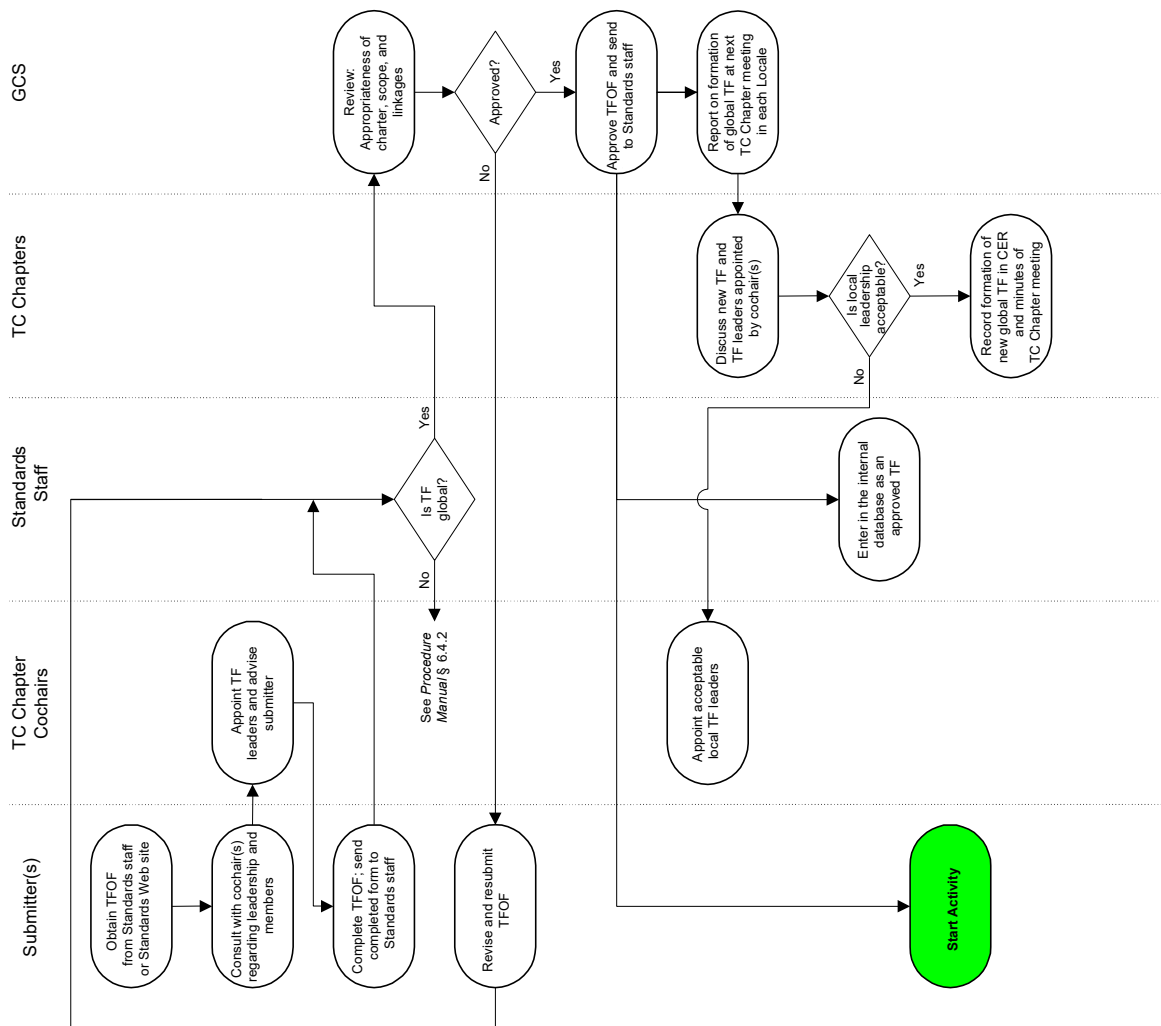 Submitter(s)
TC Chapter
Cochairs
Standards
Staff
TC Chapters
GCS
Obtain TFOF
from Standards staff
or Standards Web site
Consult with cochair(s)
regarding leadership and
members
Appoint TF
leaders and advise
submitter
Complete TFOF; send
completed form to
Standards staff
Is TF
global?
No
See Procedure
Manual § 6.4.2
Yes
Review:
Appropriateness of
charter, scope, and
linkages
Approved?
No
Revise and resubmit
TFOF
Yes
Approve TFOF and send
to Standards staff
Report on formation
of global TF at next
TC Chapter meeting
in each Locale
Discuss new TF and
TF leaders appointed
by cochair(s)
Is local
leadership
acceptable?
No
Appoint acceptable
local TF leaders
Yes
Record formation of
new global TF in CER
and minutes of
TC Chapter meeting
Enter in the internal
database as an
approved TF
Start Activity